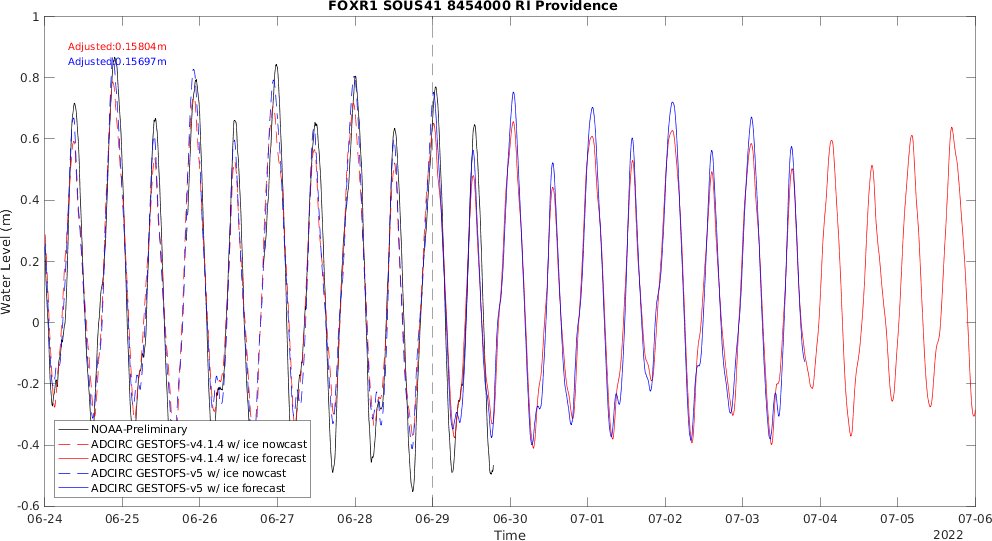 FOXR1 SOUS41 8454000 RI Providence
Adjusted:0.15804m
Adjusted:0.15697m
Water Level (m)
1
0.8
0.6
0.4
0.2
0
-0.2
-0.4
-0.6
NOAA-Preliminary
ADCIRC GESTOFS-v4.1.4 w/ ice nowcast
ADCIRC GESTOFS-v4.1.4 w/ ice forecast
ADCIRC GESTOFS-v5 w/ ice nowcast
ADCIRC GESTOFS-v5 w/ ice forecast
06-24 06-25 06-26 06-27 06-28 06-29 06-30 07-01 07-02 07-03 07-04 07-05 07-06
Time
2022